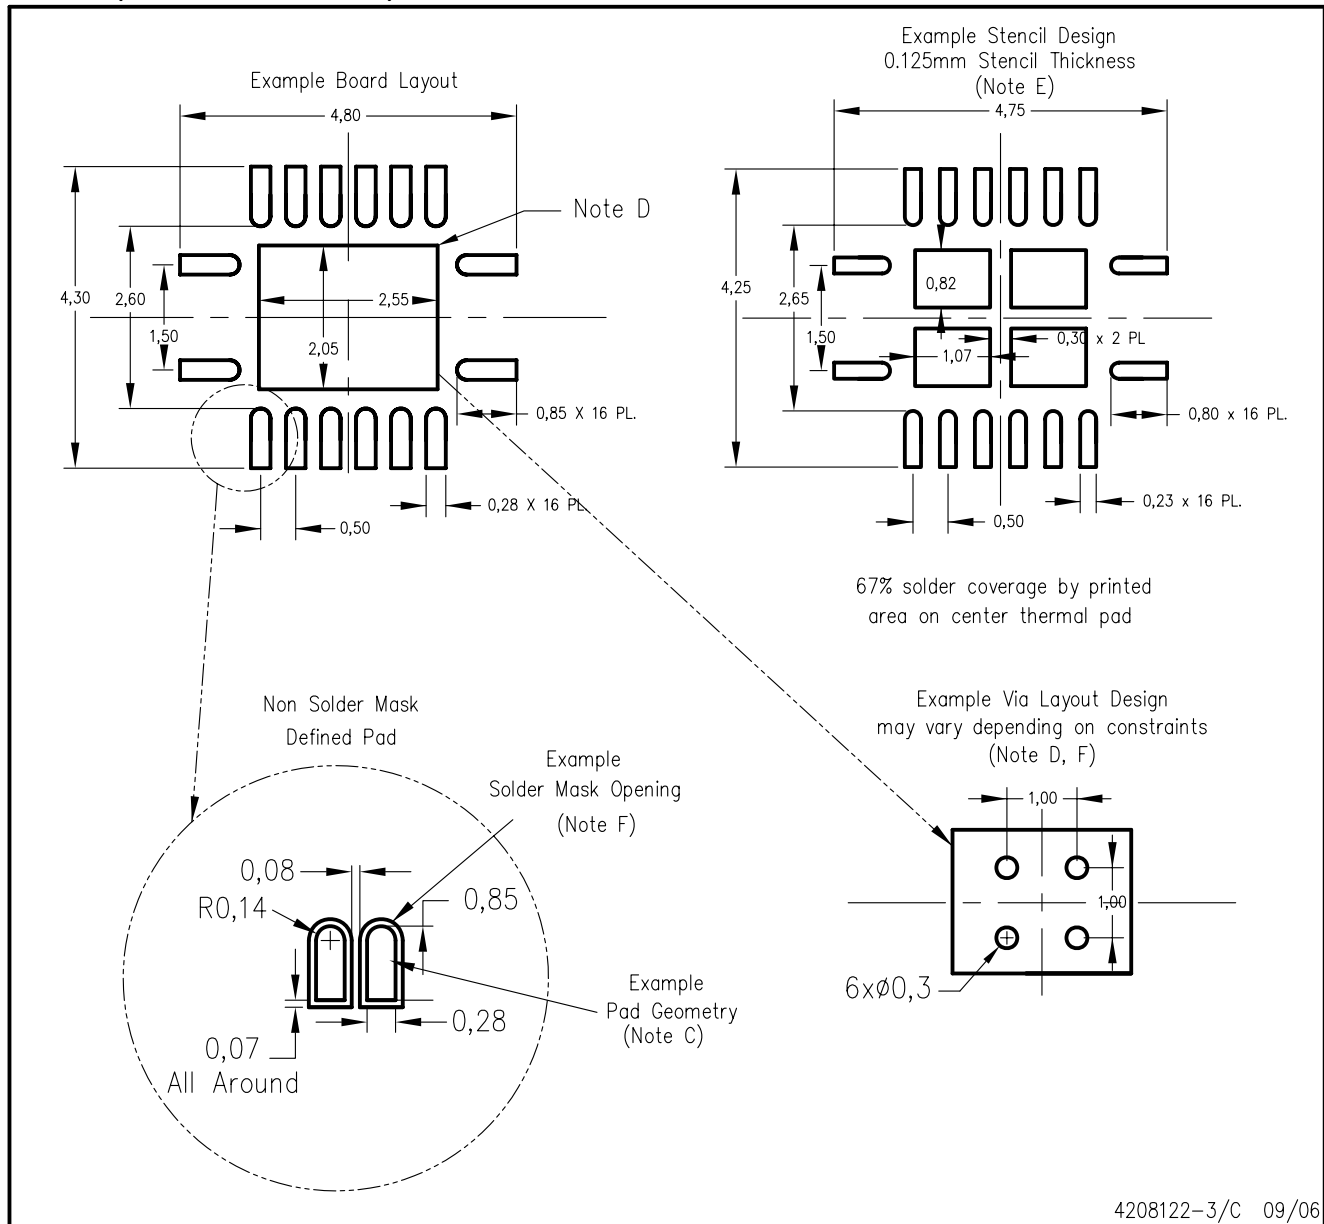 Example Board Layout
4,80
Note D
4,30
2,60
1,50
2,55
2,05
0,85 X 16 PL.
0,28 X 16 PL.
0,50
Example Stencil Design
0.125mm Stencil Thickness
(Note E)
4,75
4,25
2,65
1,50
0,82
1,07
0,30 x 2 PL
0,80 x 16 PL.
0,23 x 16 PL.
0,50
67% solder coverage by printed
area on center thermal pad
Non Solder Mask
Defined Pad
Example
Solder Mask Opening
(Note F)
0,08
R0,14
0,85
Example
Pad Geometry
(Note C)
0,28
0,07
All Around
Example Via Layout Design
may vary depending on constraints
(Note D, F)
1,00
1,00
6xø0,3
4208122-3/C 09/06